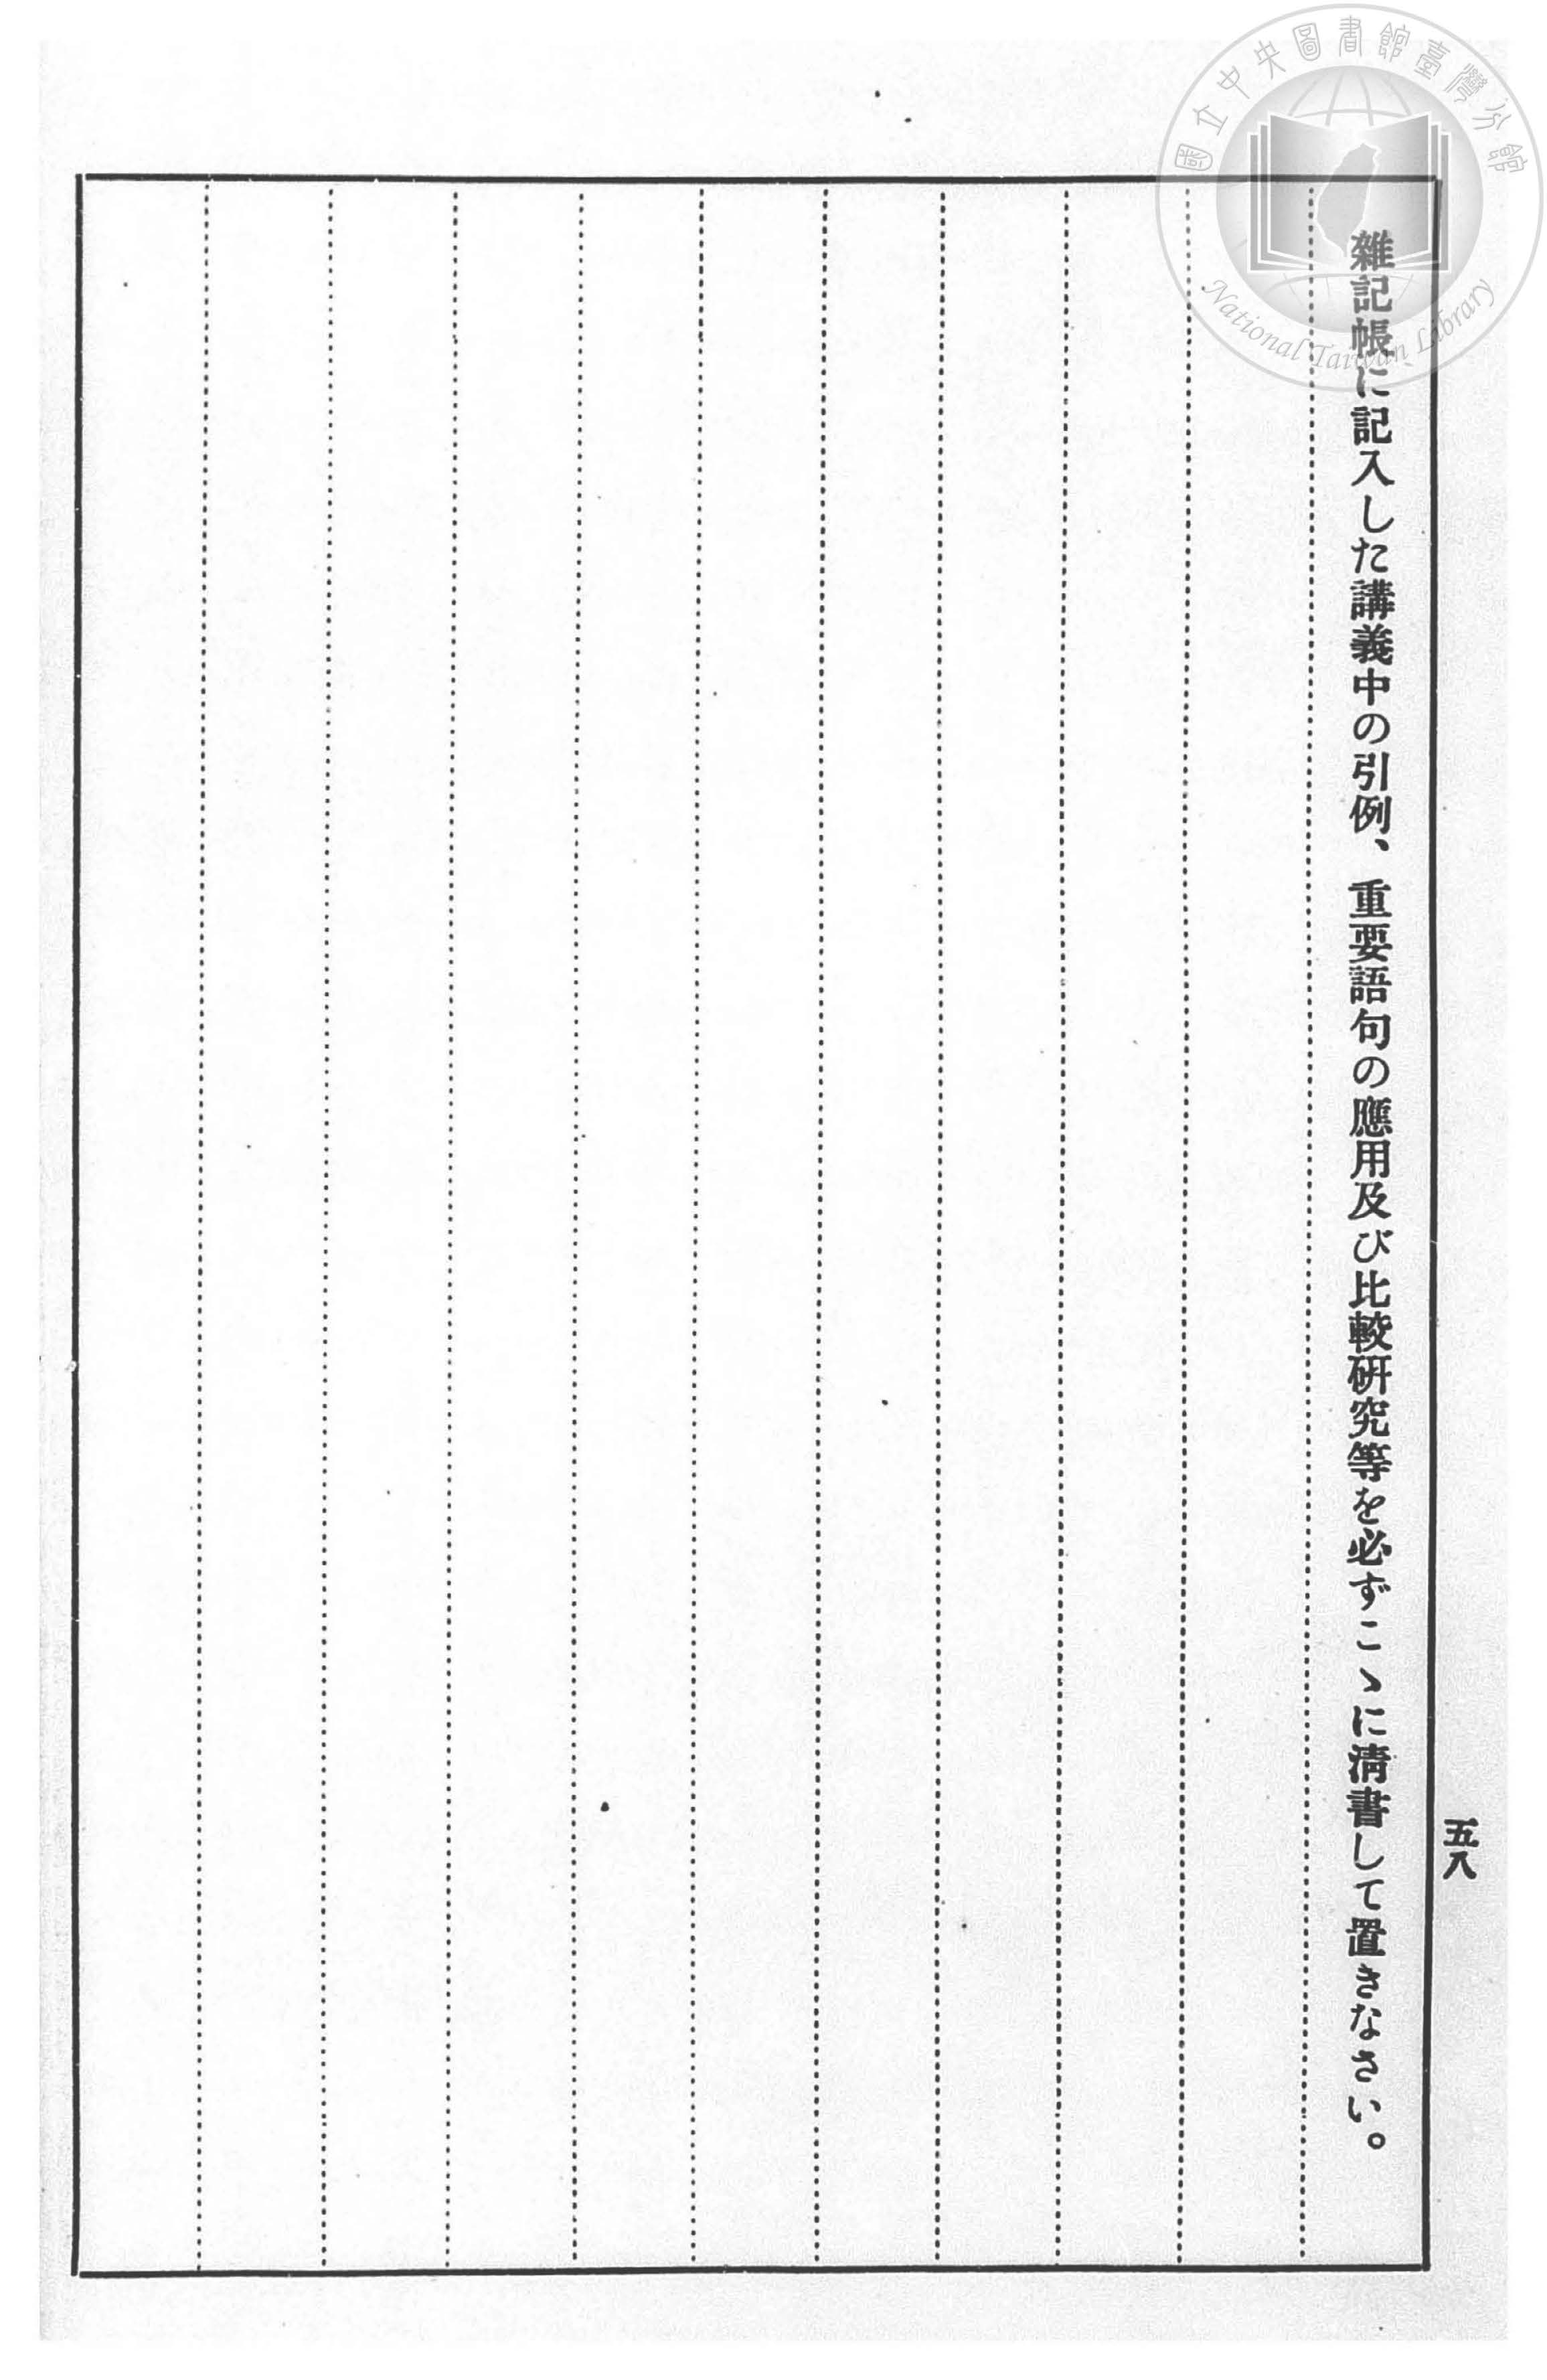 國立中央圖書館臺灣分館
National Taiwan Library
雜記帳に記入した講義中の引例、重要語句の應用及び比較研究等を必ずこゝに淸書して置きなさい。
五八